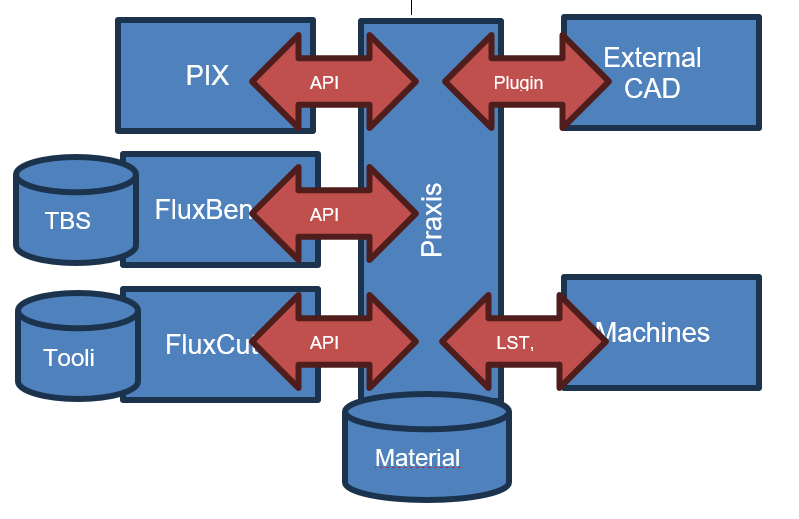 PIX
API
Plugin
External
CAD
TBS
FluxBen
API
Praxis
Tooli
FluxCut
API
LST,
Machines
Material